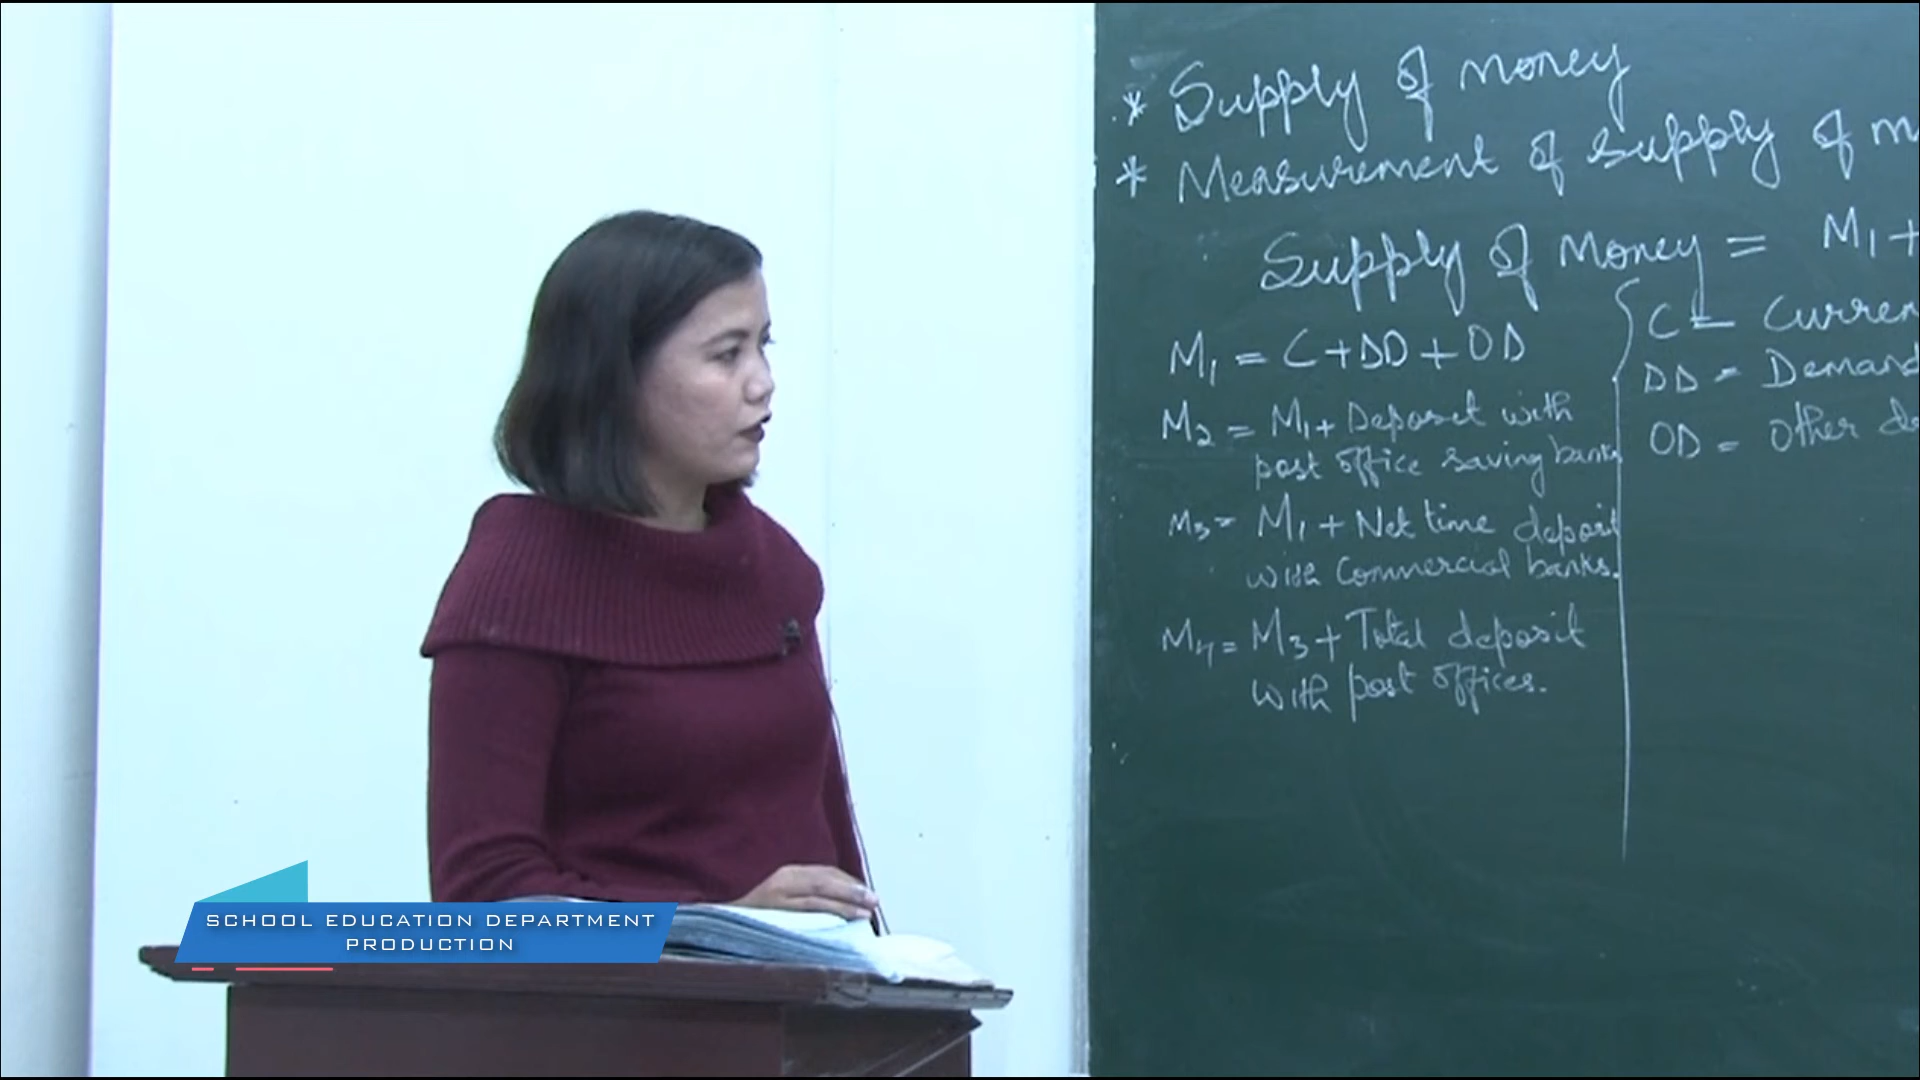 * Supply of money
* Measurement of supply of m
Supply of Money = M1 +
M1 = C + DD + OD
M2 = M1 + Deposit with
post office saving banks
M3 = M1 + Net time deposit
with Commercial banks.
M4 = M3 + Total deposit
with post offices.
C = Curren
DD = Demand
OD = Other de
SCHOOL EDUCATION DEPARTMENT
PRODUCTION